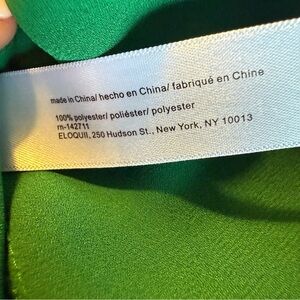 made in China/ hecho en China/ fabriqué en Chine
100% polyester/ poliéster/ polyester
rn-142711
ELOQUII, 250 Hudson St., New York, NY 10013